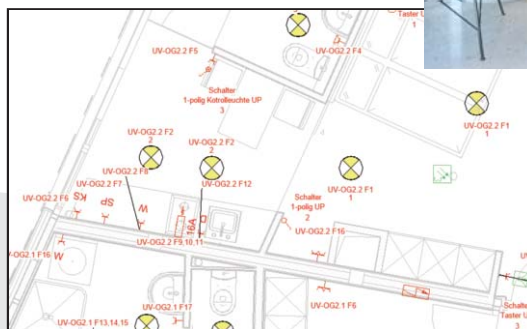 Taster U
1
UV-OG2.2 F5
UV-OG2.2 F4
Schalter
1-polig Kotrolleuchte UP
3
UV-OG2.2 F1
1
UV-OG2.2 F2
2
UV-OG2.2 F2
2
UV-OG2.2 F8
UV-OG2.2 F7
UV-OG2.2 F12
UV-OG2.2 F1
1
UV-OG2.2 F6
KS
SP
W
16A
Schalter
1-polig UP
2
UV-OG2.2 F16
UV-OG2.2 F9,10,11
UV-OG2.1 F16
W
UV-OG2.1 F17
UV-OG2.1 F6
UV-OG2.1 F13,14,15
Schalte
Taster U